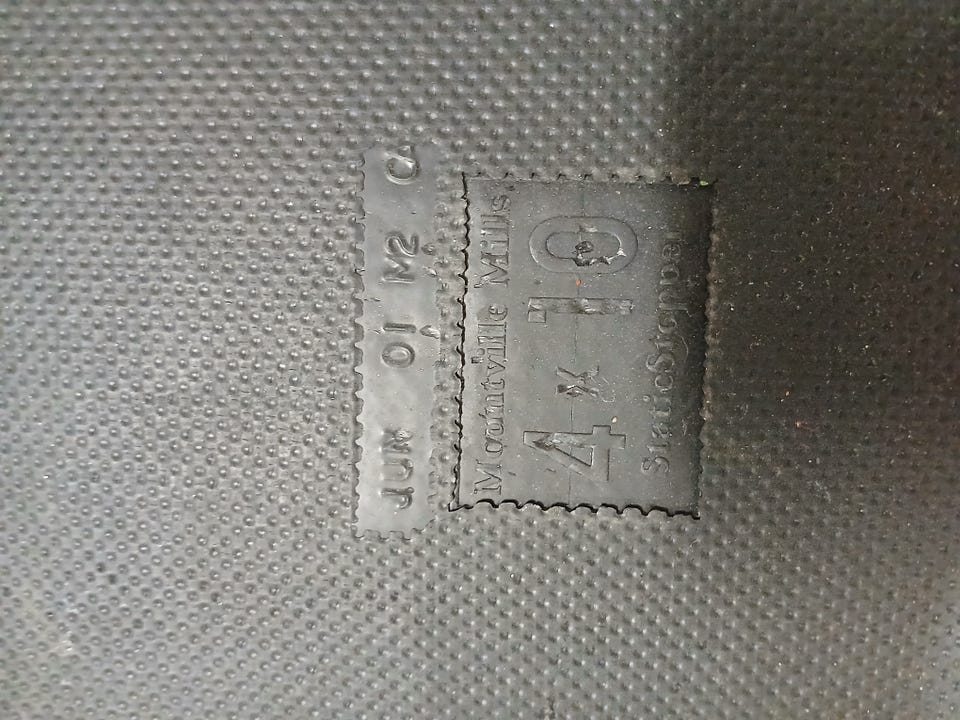 JUN 01 M2 C
Mountville Mills
4 x 10
StaticStopper